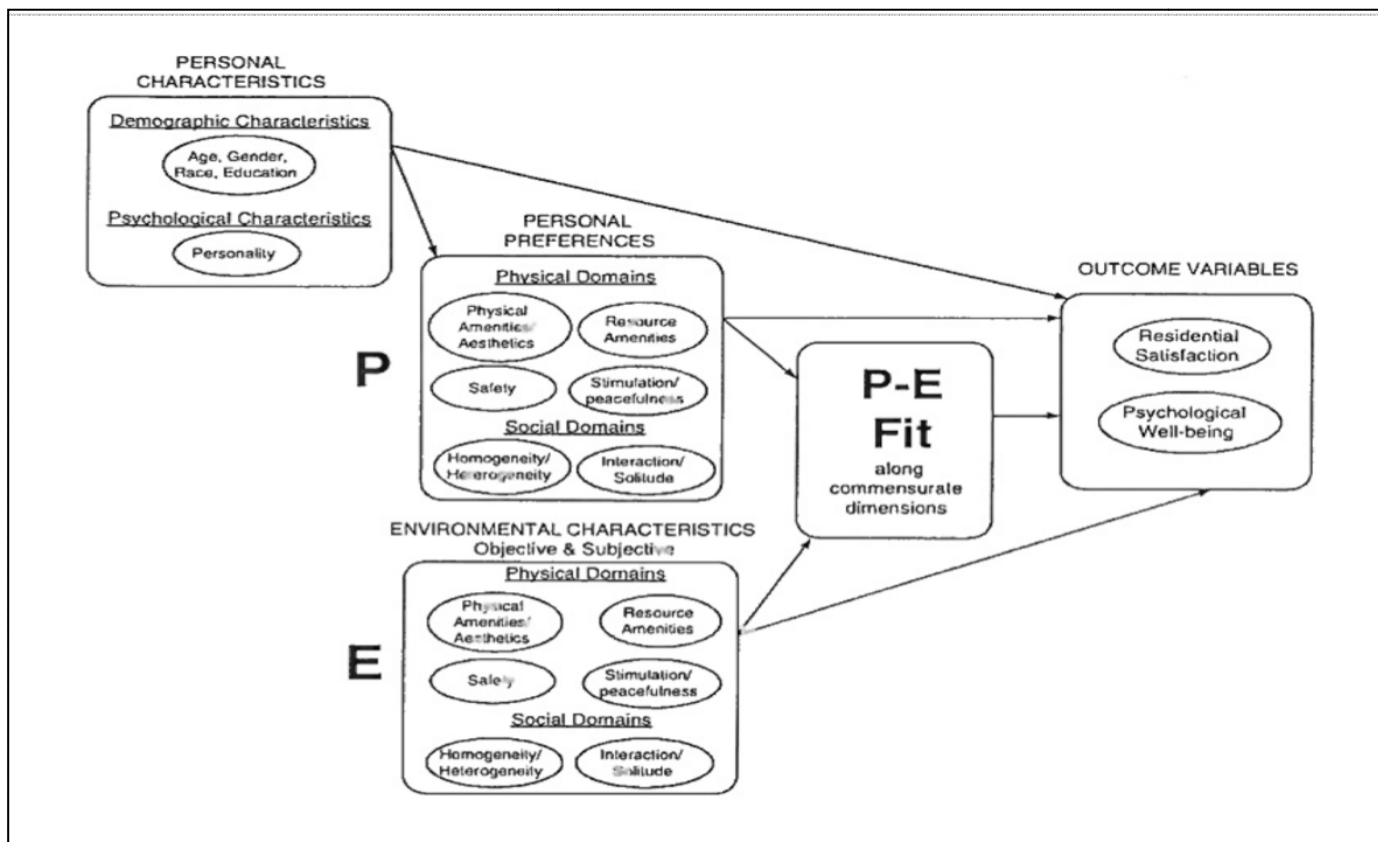 PERSONAL
CHARACTERISTICS
Demographic Characteristics
Age, Gender,
Race, Education
Psychological Characteristics
Personality
PERSONAL
PREFERENCES
Physical Domains
Physical
Amenities/
Aesthetics
Resource
Amenities
Safety
Stimulation/
peacefulness
Social Domains
Homogeneity/
Heterogeneity
Interaction/
Solitude
P
ENVIRONMENTAL CHARACTERISTICS
Objective & Subjective
Physical Domains
Physical
Amenities/
Aesthetics
Resource
Amenities
Safety
Stimulation/
peacefulness
Social Domains
Homogeneity/
Heterogeneity
Interaction/
Solitude
E
P-E
Fit
along
commensurate
dimensions
OUTCOME VARIABLES
Residential
Satisfaction
Psychological
Well-being